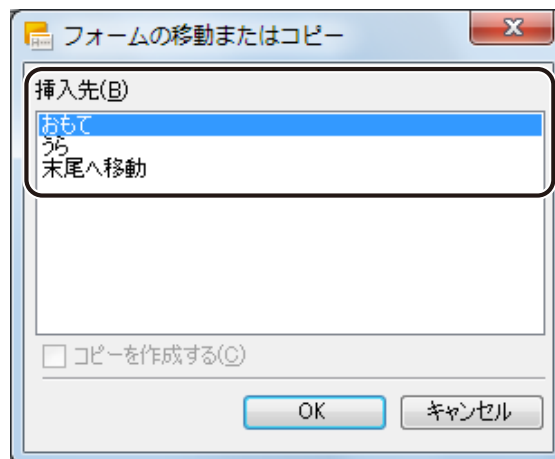 フォームの移動またはコピー
挿入先(B)
おもて
うら
末尾へ移動
コピーを作成する(C)
OK
キャンセル